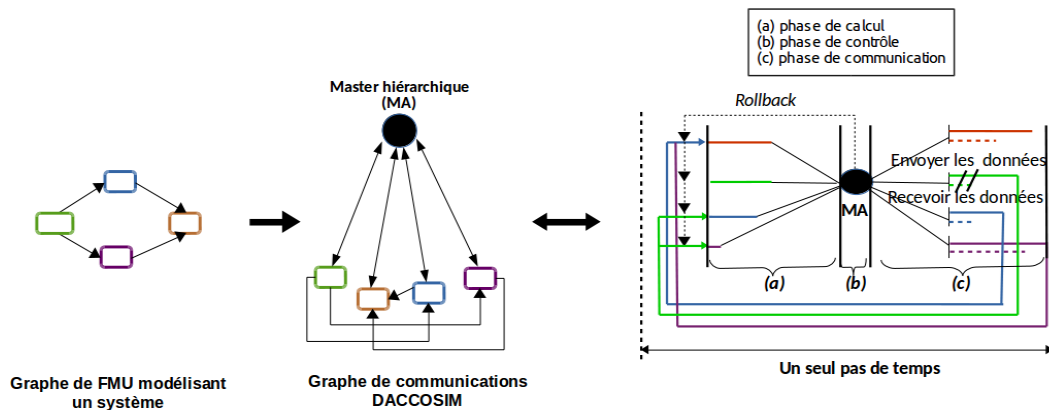 (a) phase de calcul
(b) phase de contrôle
(c) phase de communication
Master hiérarchique
(MA)
Rollback
Envoyer les données
Recevoir les données
MA
(a)
(b)
(c)
Un seul pas de temps
Graphe de FMU modélisant
un système
Graphe de communications
DACCOSIM